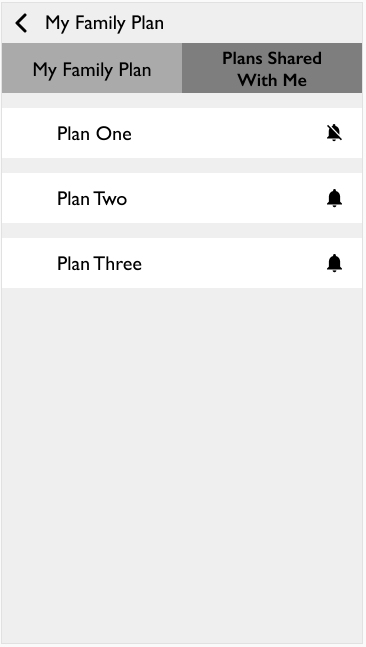 My Family Plan
My Family Plan
Plans Shared
With Me
Plan One
Plan Two
Plan Three